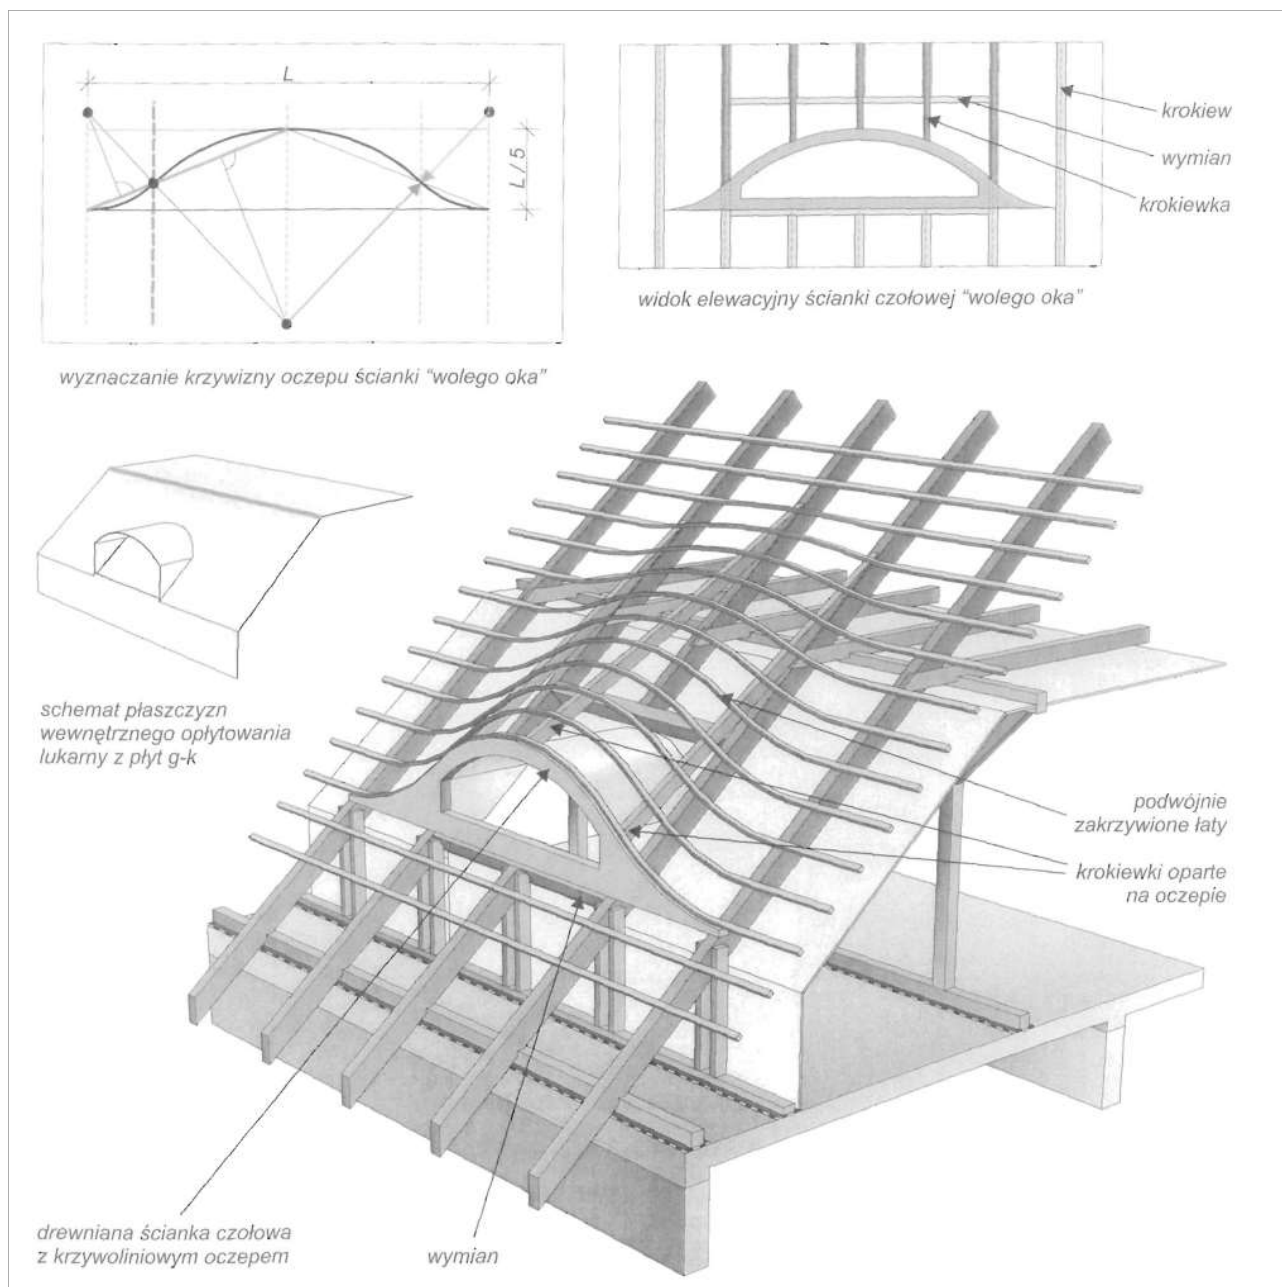 L
L/5
wyznaczanie krzywizny oczepu ścianki "wolego oka"
krokiew
wymian
krokiewka
widok elewacyjny ścianki czołowej "wolego oka"
schemat płaszczyzn
wewnętrznego opłytowania
lukarny z płyt g-k
podwójnie
zakrzywione łaty
krokiewki oparte
na oczepie
drewniana ścianka czołowa
z krzywoliniowym oczepem
wymian